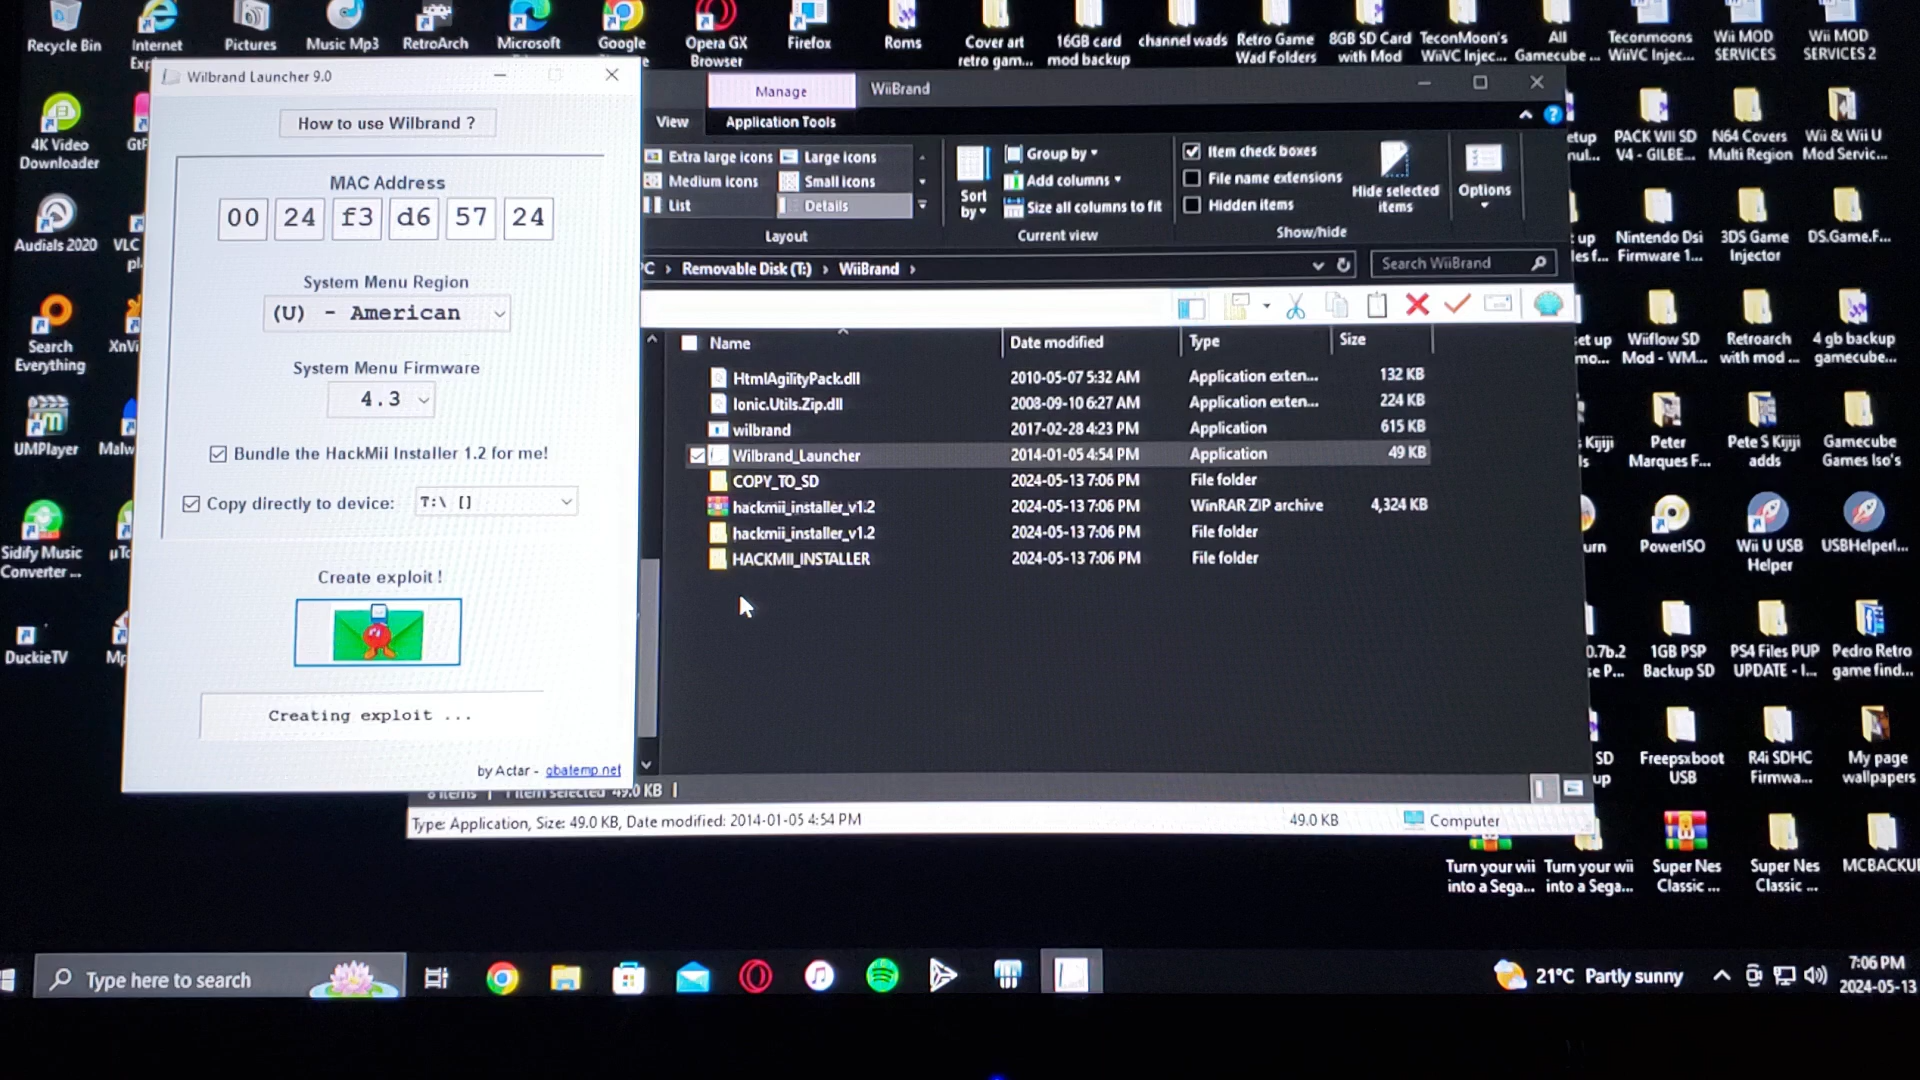 Recycle Bin
Internet
Pictures
Music Mp3
RetroArch
Microsoft
Google
Opera GX
Browser
Firefox
Roms
Cover art
retro gam...
16GB card
mod backup
channel wads
Retro Game
Wad Folders
8GB SD Card
with Mod
TeconMoon's
WiiVC Injec...
All
Gamecube ...
Teconmoons
WiiVC Injec...
Wii MOD
SERVICES
Wii MOD
SERVICES 2
Wilbrand Launcher 9.0
How to use Wilbrand ?
MAC Address
00 24 f3 d6 57 24
System Menu Region
(U) - American
System Menu Firmware
4.3
Bundle the HackMii Installer 1.2 for me!
Copy directly to device:
T:\ []
Create exploit !
Creating exploit ...
by Actar - gbatemp.net
Manage
WiiBrand
View
Application Tools
Extra large icons
Large icons
Medium icons
Small icons
List
Details
Layout
Sort
by
Group by
Add columns
Size all columns to fit
Current view
Item check boxes
File name extensions
Hidden items
Hide selected
items
Show/hide
Options
Removable Disk (T:) › WiiBrand ›
Search WiiBrand
Name Date modified Type Size
HtmlAgilityPack.dll 2010-05-07 5:32 AM Application exten... 132 KB
Ionic.Utils.Zip.dll 2008-09-10 6:27 AM Application exten... 224 KB
wilbrand 2017-02-28 4:23 PM Application 615 KB
Wilbrand_Launcher 2014-01-05 4:54 PM Application 49 KB
COPY_TO_SD 2024-05-13 7:06 PM File folder
hackmii_installer_v1.2 2024-05-13 7:06 PM WinRAR ZIP archive 4,324 KB
hackmii_installer_v1.2 2024-05-13 7:06 PM File folder
HACKMII_INSTALLER 2024-05-13 7:06 PM File folder
8 items 1 item selected 49.0 KB
Type: Application, Size: 49.0 KB, Date modified: 2014-01-05 4:54 PM
49.0 KB
Computer
4K Video
Downloader
Audials 2020
VLC
Search
Everything
UMPlayer
Sidify Music
Converter ...
DuckieTV
PACK WII SD
V4 - GILBE...
N64 Covers
Multi Region
Wii & Wii U
Mod Servic...
Nintendo Dsi
Firmware 1...
3DS Game
Injector
DS.Game.F...
Wiiflow SD
Mod - WM...
Retroarch
with mod ...
4 gb backup
gamecube...
Peter
Marques F...
Pete S Kijiji
adds
Gamecube
Games Iso's
PowerISO
Wii U USB
Helper
USBHelperl...
1GB PSP
Backup SD
PS4 Files PUP
UPDATE - I...
Pedro Retro
game find...
Freepsxboot
USB
R4i SDHC
Firmwa...
My page
wallpapers
Turn your wii
into a Sega...
Turn your wii
into a Sega...
Super Nes
Classic ...
Super Nes
Classic ...
MCBACKU
Type here to search
21°C Partly sunny
7:06 PM
2024-05-13